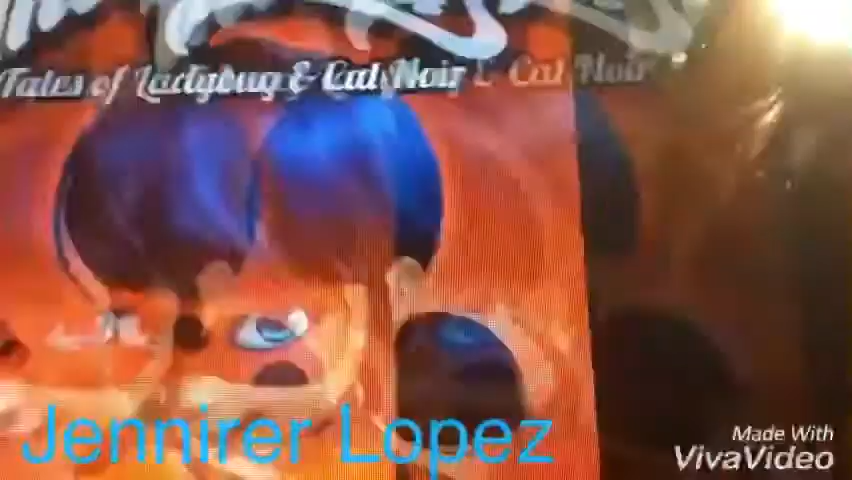 Tales of Ladybug & Cat Noir & Cat Noir
Jennirer Lopez
Made With
VivaVideo